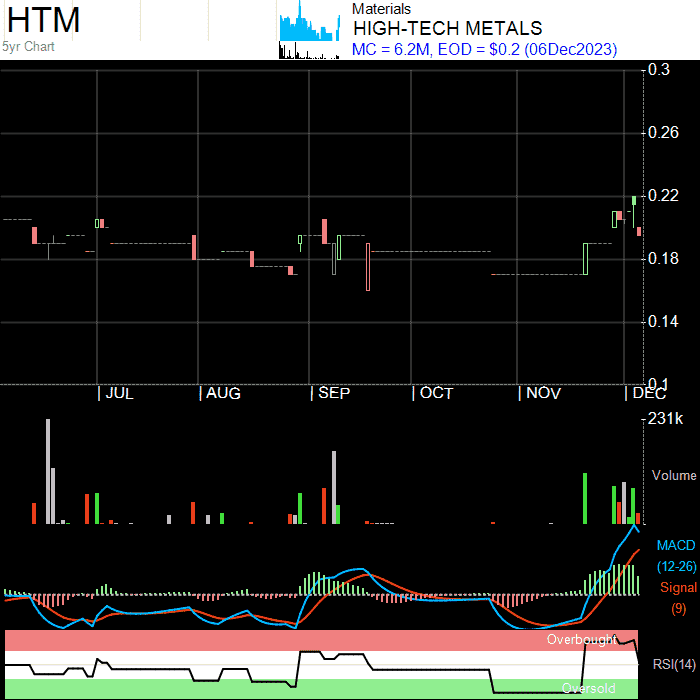 HTM
5yr Chart
Materials
HIGH-TECH METALS
MC = 6.2M, EOD = $0.2 (06Dec2023)
0.3
0.26
0.22
0.18
0.14
0.1
| JUL | AUG | SEP | OCT | NOV | DEC
231k
Volume
MACD
(12-26)
Signal
(9)
Overbought
RSI(14)
Oversold